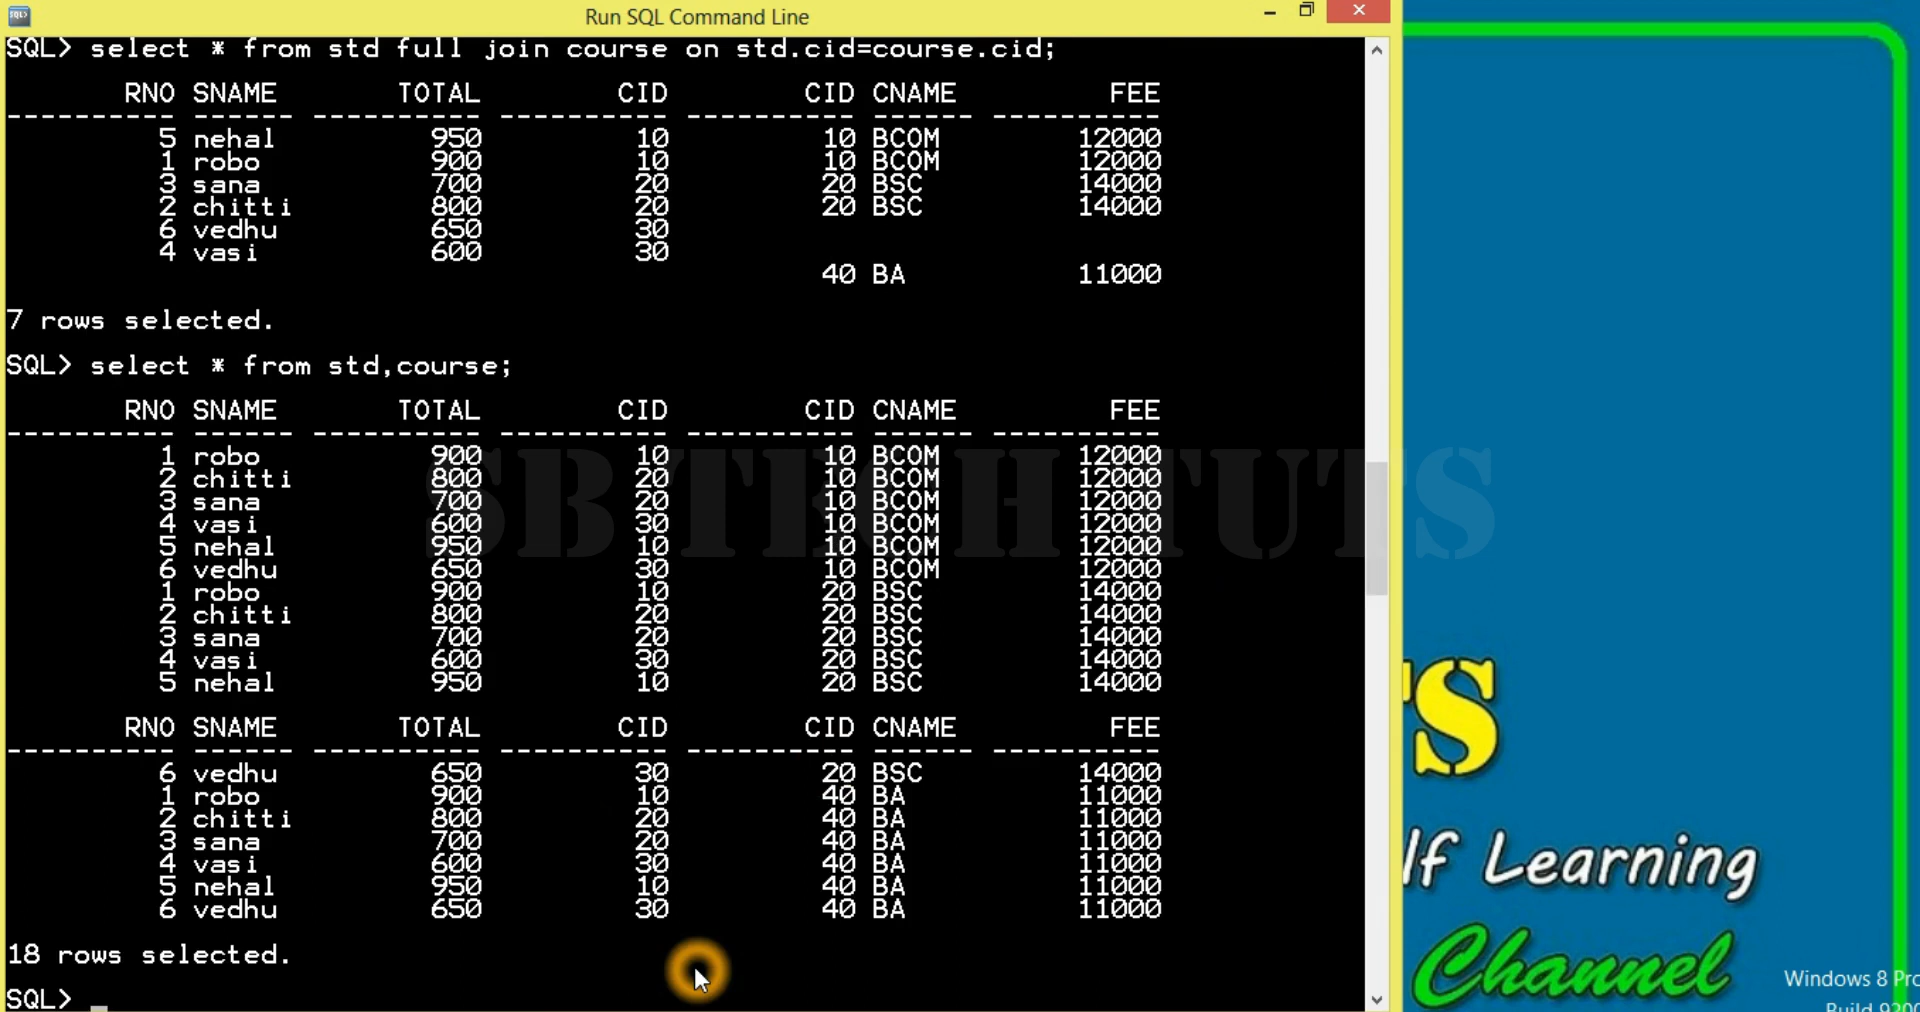 Run SQL Command Line
SQL> select * from std full join course on std.cid=course.cid;
RNO SNAME TOTAL CID CID CNAME FEE
---------- ------ ---------- ---------- ---------- ------ ----------
5 nehal 950 10 10 BCOM 12000
1 robo 900 10 10 BCOM 12000
3 sana 700 20 20 BSC 14000
2 chitti 800 20 20 BSC 14000
6 vedhu 650 30
4 vasi 600 30
40 BA 11000
7 rows selected.
SQL> select * from std,course;
RNO SNAME TOTAL CID CID CNAME FEE
---------- ------ ---------- ---------- ---------- ------ ----------
1 robo 900 10 10 BCOM 12000
2 chitti 800 20 10 BCOM 12000
3 sana 700 20 10 BCOM 12000
4 vasi 600 30 10 BCOM 12000
5 nehal 950 10 10 BCOM 12000
6 vedhu 650 30 10 BCOM 12000
1 robo 900 10 20 BSC 14000
2 chitti 800 20 20 BSC 14000
3 sana 700 20 20 BSC 14000
4 vasi 600 30 20 BSC 14000
5 nehal 950 10 20 BSC 14000
RNO SNAME TOTAL CID CID CNAME FEE
---------- ------ ---------- ---------- ---------- ------ ----------
6 vedhu 650 30 20 BSC 14000
1 robo 900 10 40 BA 11000
2 chitti 800 20 40 BA 11000
3 sana 700 20 40 BA 11000
4 vasi 600 30 40 BA 11000
5 nehal 950 10 40 BA 11000
6 vedhu 650 30 40 BA 11000
18 rows selected.
SQL>
SBTECH TUTS
TS
lf Learning
Channel
Windows 8 Pro
Build 9200